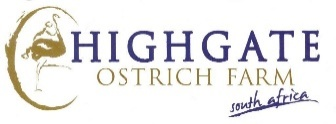 HIGHGATE
OSTRICH FARM
south africa